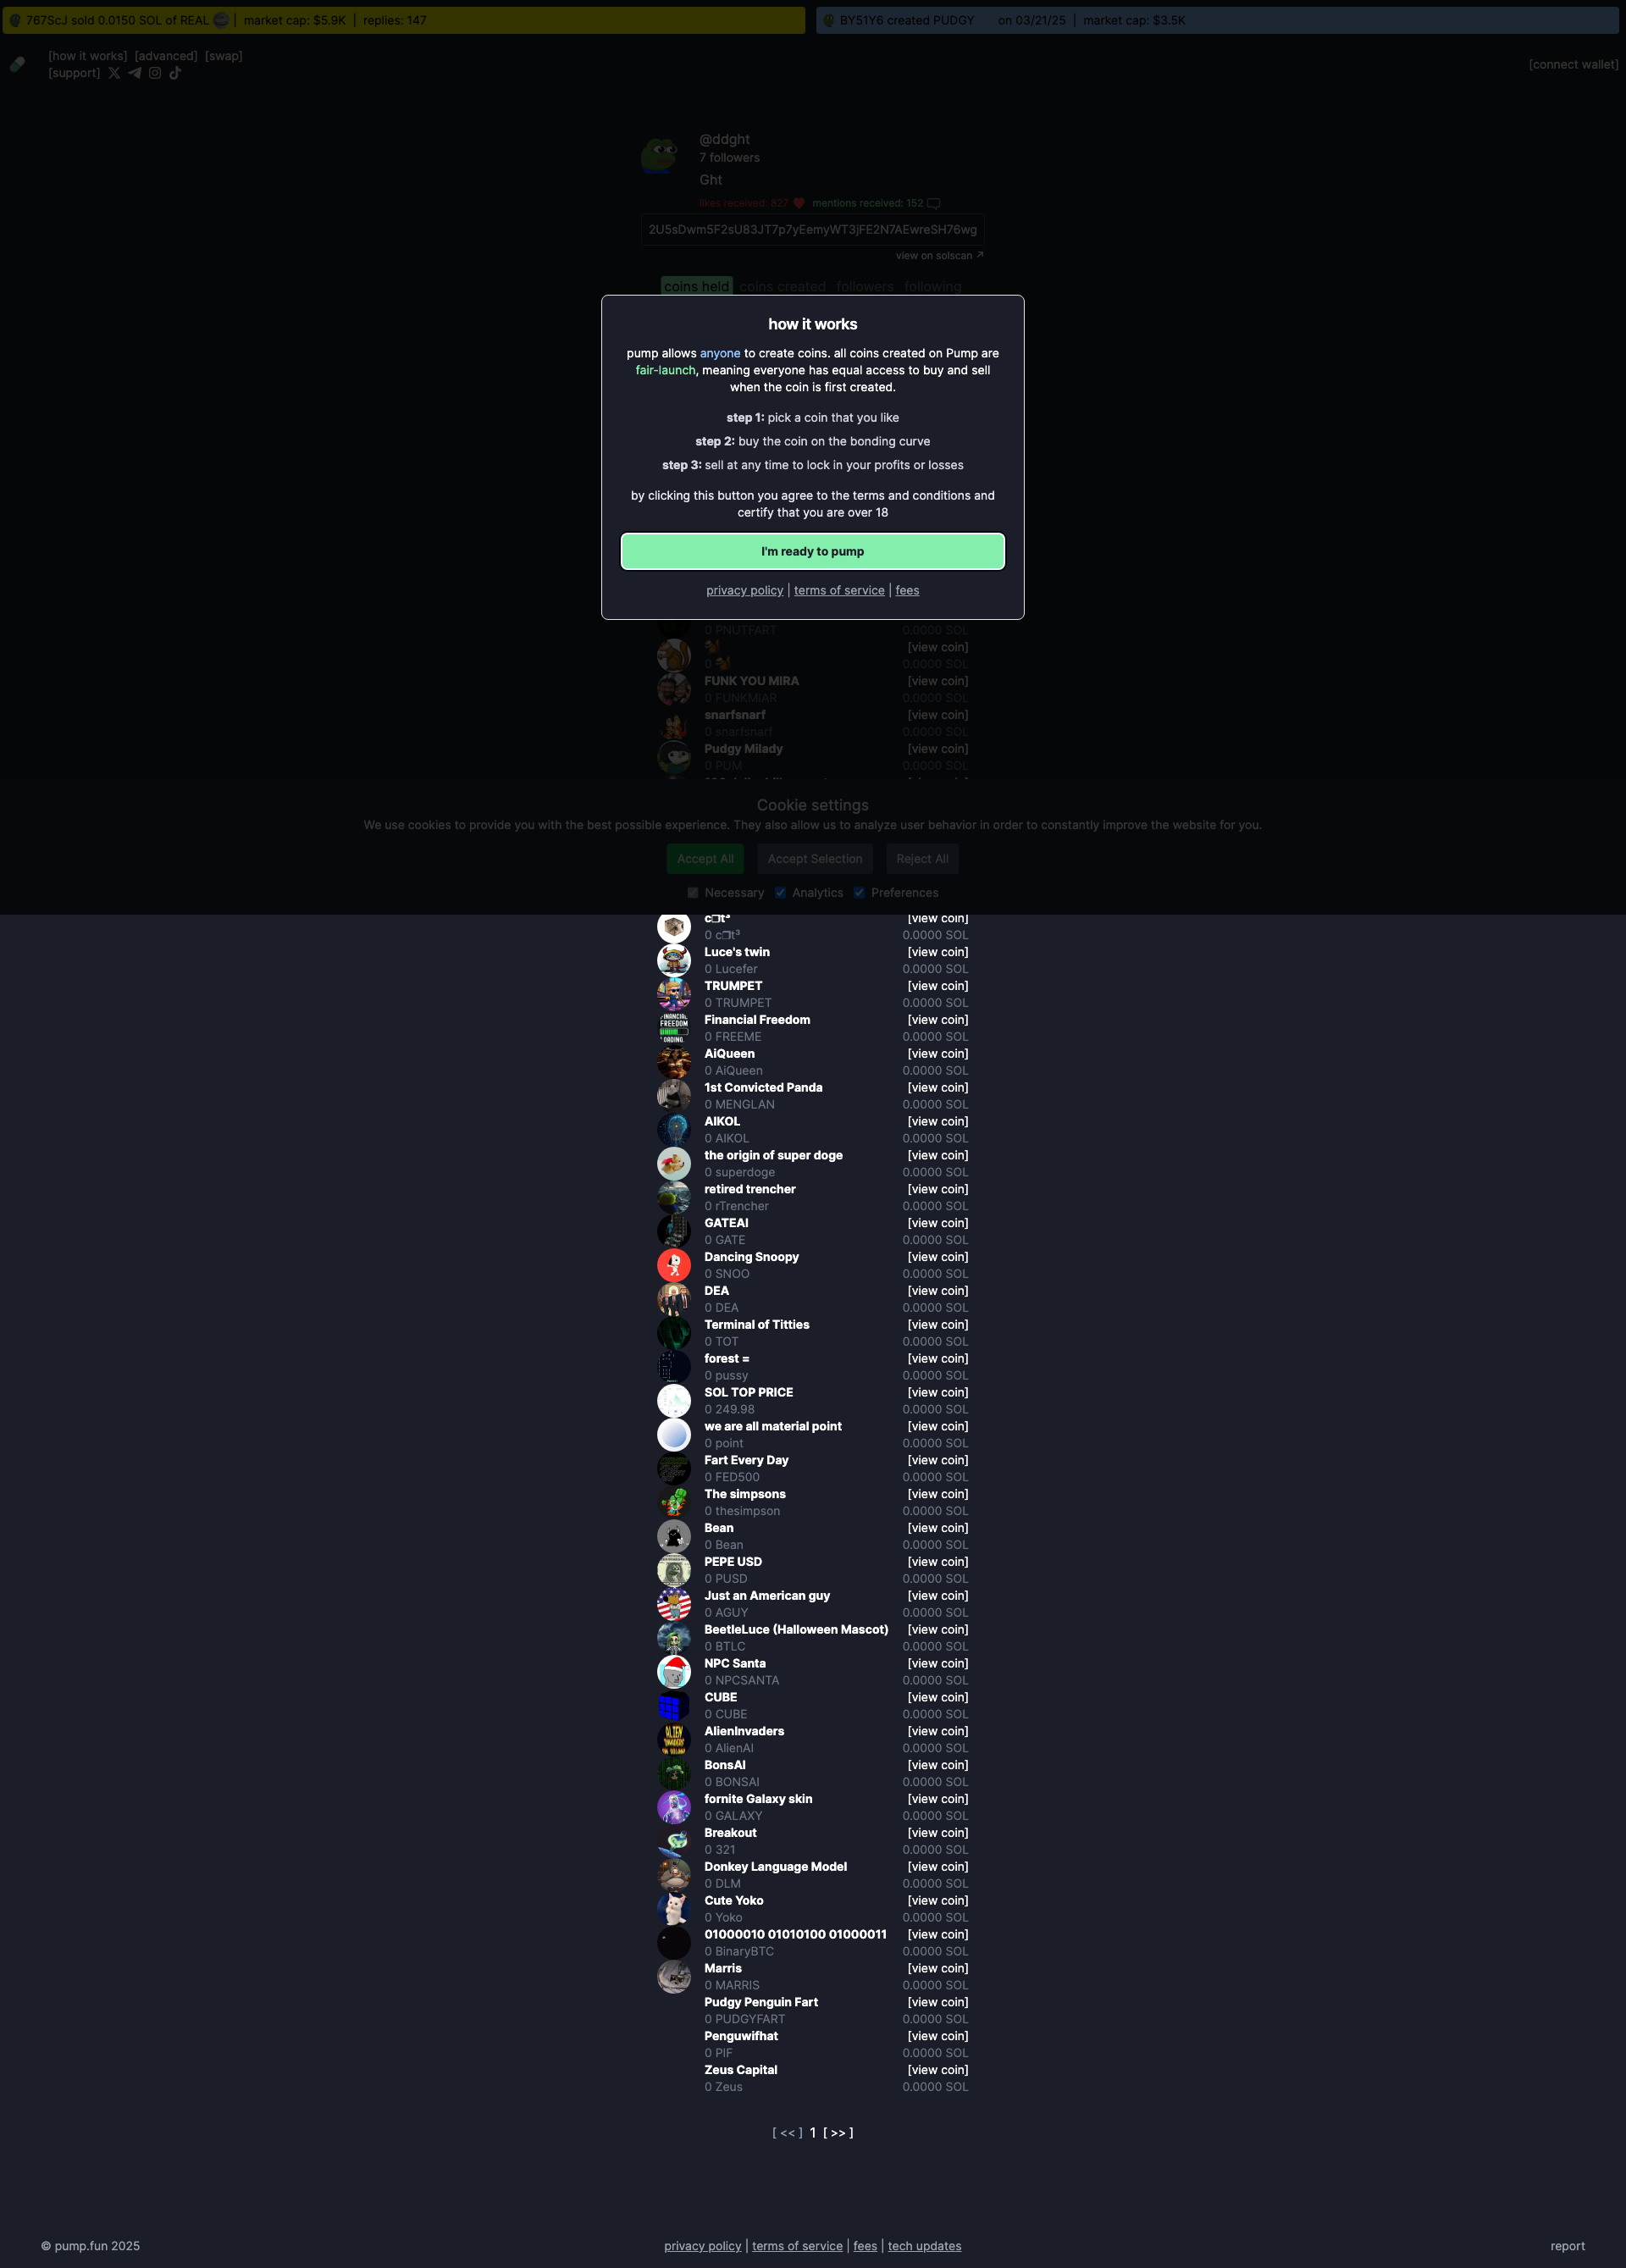 767ScJ sold 0.0150 SOL of REAL | market cap: $5.9K | replies: 147
BY51Y6 created PUDGY on 03/21/25 | market cap: $3.5K
[how it works] [advanced] [swap]
[support]
[connect wallet]
@ddght
7 followers
Ght
likes received: 827 mentions received: 152
2U5sDwm5F2sU83JT7p7yEemyWT3jFE2N7AEwreSH76wg
view on solscan ↗
coins held coins created followers following
how it works
pump allows anyone to create coins. all coins created on Pump are
fair-launch, meaning everyone has equal access to buy and sell
when the coin is first created.
step 1: pick a coin that you like
step 2: buy the coin on the bonding curve
step 3: sell at any time to lock in your profits or losses
by clicking this button you agree to the terms and conditions and
certify that you are over 18
I'm ready to pump
privacy policy | terms of service | fees
0 PNUTFART 0.0000 SOL
🐿️ [view coin]
0 🐿️ 0.0000 SOL
FUNK YOU MIRA [view coin]
0 FUNKMIAR 0.0000 SOL
snarfsnarf [view coin]
0 snarfsnarf 0.0000 SOL
Pudgy Milady [view coin]
0 PUM 0.0000 SOL
Cookie settings
We use cookies to provide you with the best possible experience. They also allow us to analyze user behavior in order to constantly improve the website for you.
Accept All Accept Selection Reject All
Necessary Analytics Preferences
c❒t³ [view coin]
0 c❒t³ 0.0000 SOL
Luce's twin [view coin]
0 Lucefer 0.0000 SOL
TRUMPET [view coin]
0 TRUMPET 0.0000 SOL
Financial Freedom [view coin]
0 FREEME 0.0000 SOL
AiQueen [view coin]
0 AiQueen 0.0000 SOL
1st Convicted Panda [view coin]
0 MENGLAN 0.0000 SOL
AIKOL [view coin]
0 AIKOL 0.0000 SOL
the origin of super doge [view coin]
0 superdoge 0.0000 SOL
retired trencher [view coin]
0 rTrencher 0.0000 SOL
GATEAI [view coin]
0 GATE 0.0000 SOL
Dancing Snoopy [view coin]
0 SNOO 0.0000 SOL
DEA [view coin]
0 DEA 0.0000 SOL
Terminal of Titties [view coin]
0 TOT 0.0000 SOL
forest = [view coin]
0 pussy 0.0000 SOL
SOL TOP PRICE [view coin]
0 249.98 0.0000 SOL
we are all material point [view coin]
0 point 0.0000 SOL
Fart Every Day [view coin]
0 FED500 0.0000 SOL
The simpsons [view coin]
0 thesimpson 0.0000 SOL
Bean [view coin]
0 Bean 0.0000 SOL
PEPE USD [view coin]
0 PUSD 0.0000 SOL
Just an American guy [view coin]
0 AGUY 0.0000 SOL
BeetleLuce (Halloween Mascot) [view coin]
0 BTLC 0.0000 SOL
NPC Santa [view coin]
0 NPCSANTA 0.0000 SOL
CUBE [view coin]
0 CUBE 0.0000 SOL
AlienInvaders [view coin]
0 AlienAI 0.0000 SOL
BonsAI [view coin]
0 BONSAI 0.0000 SOL
fornite Galaxy skin [view coin]
0 GALAXY 0.0000 SOL
Breakout [view coin]
0 321 0.0000 SOL
Donkey Language Model [view coin]
0 DLM 0.0000 SOL
Cute Yoko [view coin]
0 Yoko 0.0000 SOL
01000010 01010100 01000011 [view coin]
0 BinaryBTC 0.0000 SOL
Marris [view coin]
0 MARRIS 0.0000 SOL
Pudgy Penguin Fart [view coin]
0 PUDGYFART 0.0000 SOL
Penguwifhat [view coin]
0 PIF 0.0000 SOL
Zeus Capital [view coin]
0 Zeus 0.0000 SOL
[ << ] 1 [ >> ]
© pump.fun 2025
privacy policy | terms of service | fees | tech updates
report